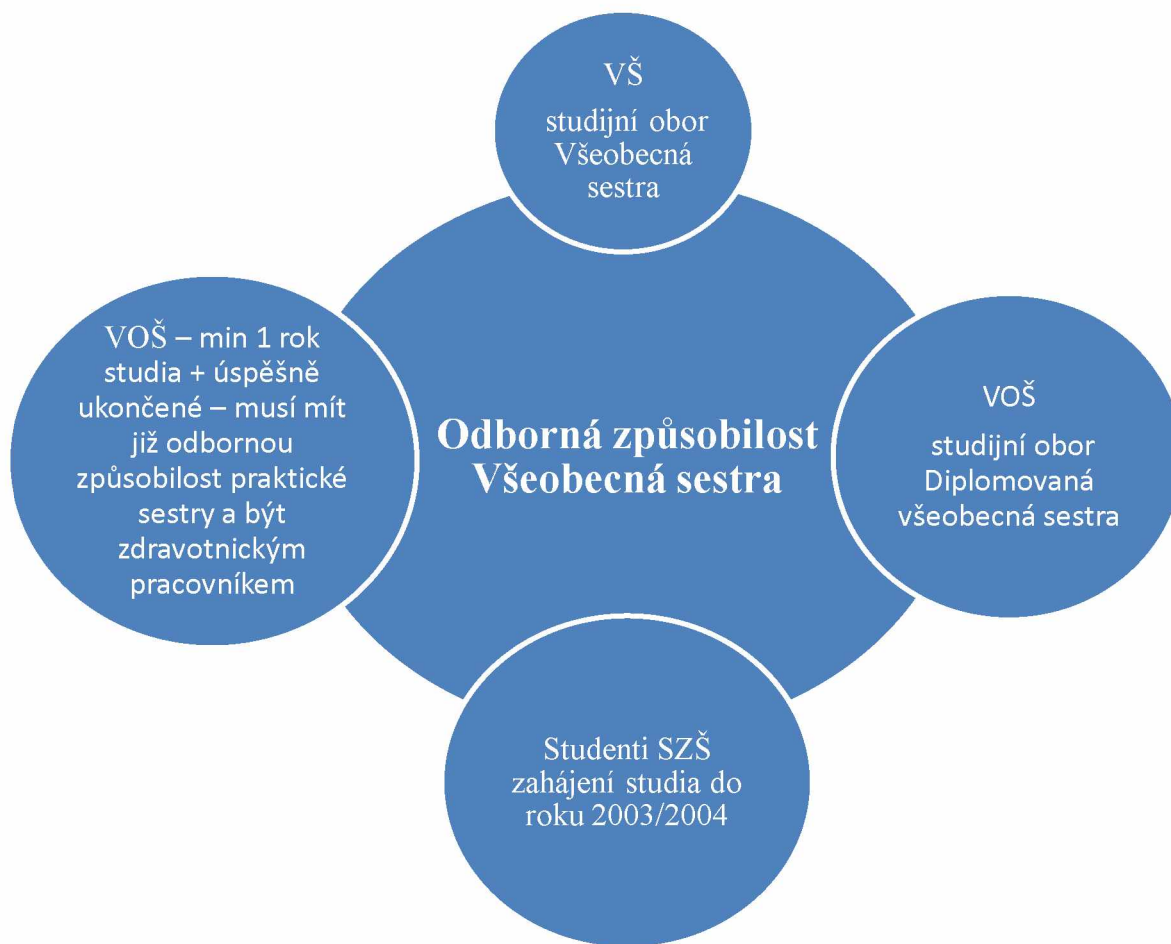 VŠ
studijní obor
Všeobecná
sestra
VOŠ – min 1 rok
studia + úspěšně
ukončené – musí mít
již odbornou
způsobilost praktické
sestry a být
zdravotnickým
pracovníkem
Odborná způsobilost
Všeobecná sestra
VOŠ
studijní obor
Diplomovaná
všeobecná sestra
Studenti SZŠ
zahájení studia do
roku 2003/2004